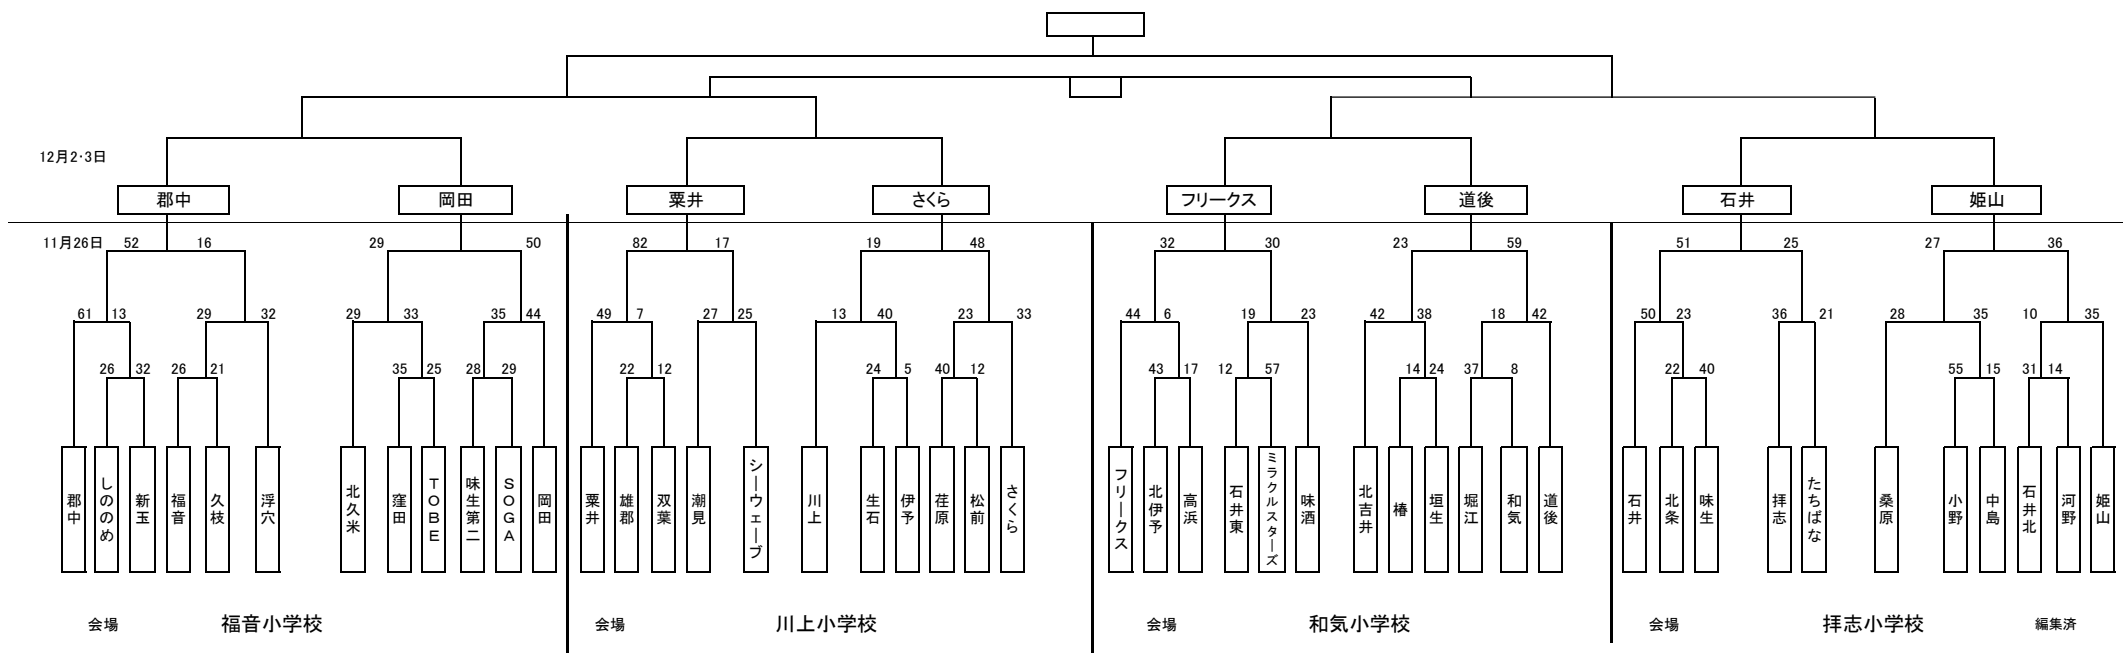 12月2・3日
郡中 岡田 粟井 さくら フリークス 道後 石井 姫山
11月26日 52 16 29 50 82 17 19 48 32 30 23 59 51 25 27 36
61 13 29 32 29 33 35 44 49 7 27 25 13 40 23 33 44 6 19 23 42 38 18 42 50 23 36 21 28 35 10 35
26 32 26 21 35 25 28 29 22 12 24 5 40 12 43 17 12 57 14 24 37 8 22 40 55 15 31 14
郡中
しののめ
新玉
福音
久枝
浮穴
北久米
窪田
TOBE
味生第二
SOGA
岡田
粟井
雄郡
双葉
潮見
シーウェーブ
川上
生石
伊予
荏原
松前
さくら
フリークス
北伊予
高浜
石井東
ミラクルスターズ
味酒
北吉井
椿
垣生
堀江
和気
道後
石井
北条
味生
拝志
たちばな
桑原
小野
中島
石井北
河野
姫山
会場 福音小学校 会場 川上小学校 会場 和気小学校 会場 拝志小学校 編集済